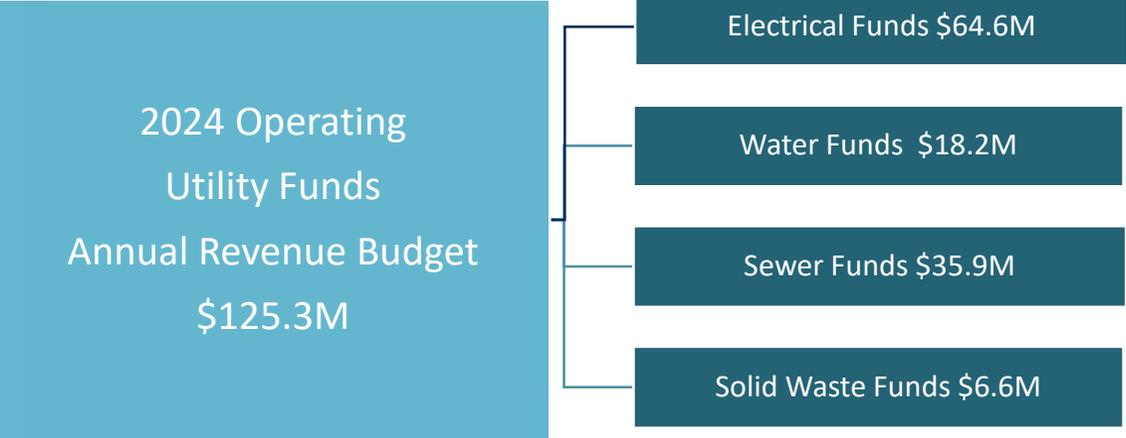 2024 Operating
Utility Funds
Annual Revenue Budget
$125.3M
Electrical Funds $64.6M
Water Funds  $18.2M
Sewer Funds $35.9M
Solid Waste Funds $6.6M